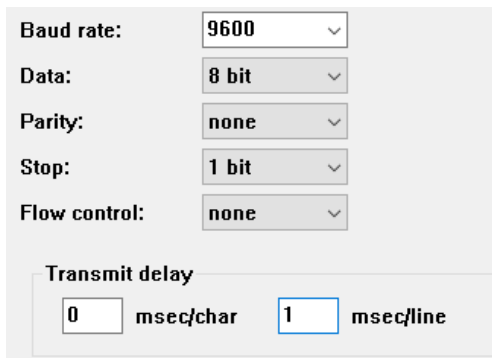 Baud rate: 9600
Data: 8 bit
Parity: none
Stop: 1 bit
Flow control: none
Transmit delay
0 msec/char 1 msec/line